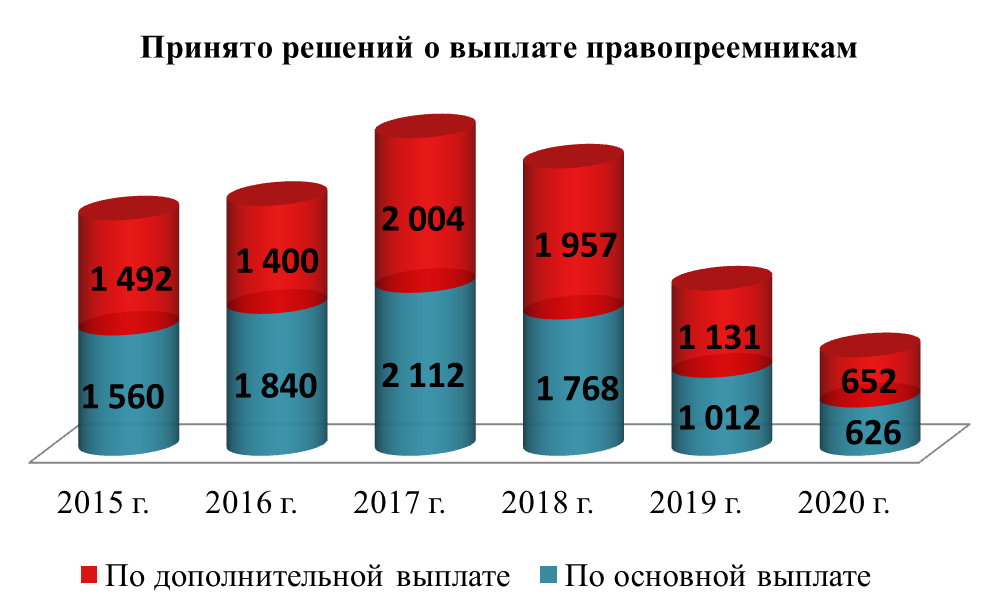 Принято решений о выплате правопреемникам
1 492
1 400
2 004
1 957
1 131
652
1 560
1 840
2 112
1 768
1 012
626
2015 г.
2016 г.
2017 г.
2018 г.
2019 г.
2020 г.
По дополнительной выплате
По основной выплате